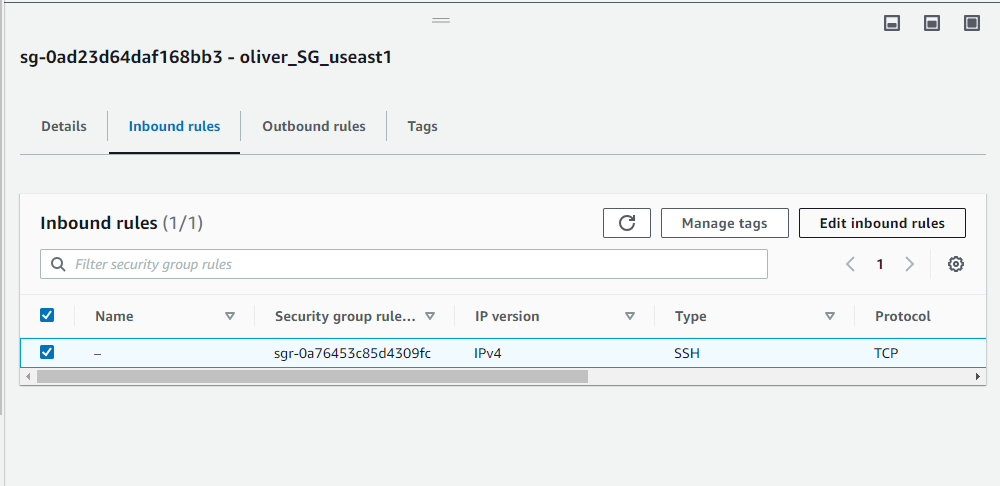 sg-0ad23d64daf168bb3 - oliver_SG_useast1
Details Inbound rules Outbound rules Tags
Inbound rules (1/1) Manage tags Edit inbound rules
Filter security group rules 1
Name Security group rule... IP version Type Protocol
– sgr-0a76453c85d4309fc IPv4 SSH TCP